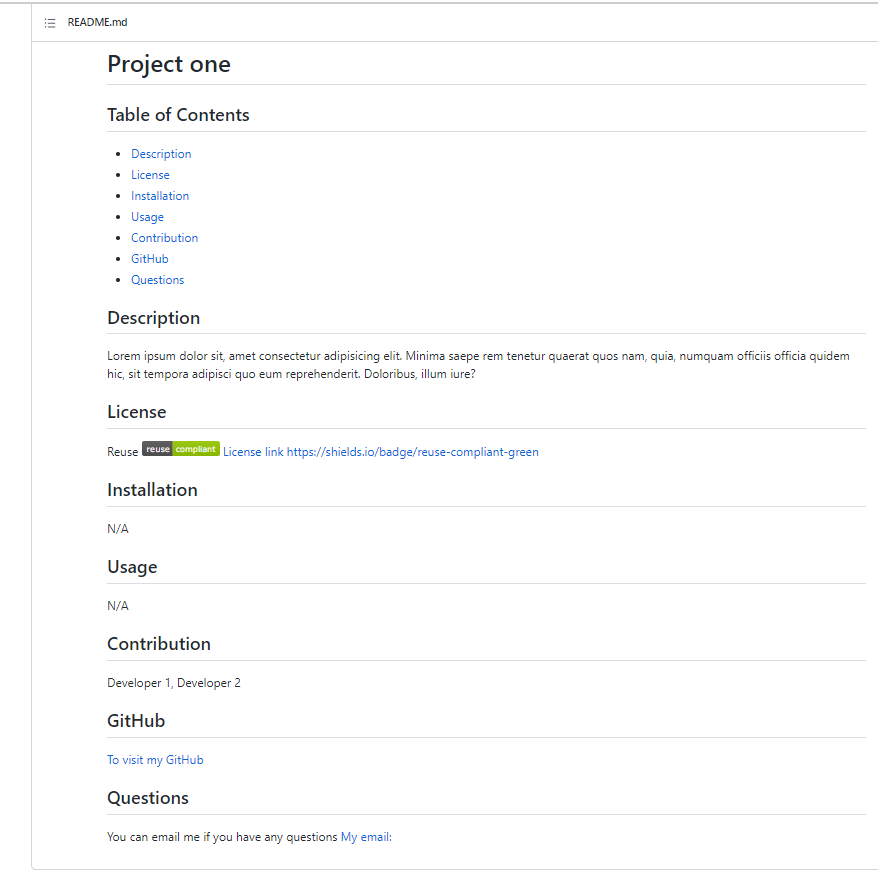 README.md
Project one
Table of Contents
Description
License
Installation
Usage
Contribution
GitHub
Questions
Description
Lorem ipsum dolor sit, amet consectetur adipisicing elit. Minima saepe rem tenetur quaerat quos nam, quia, numquam officiis officia quidem
hic, sit tempora adipisci quo eum reprehenderit. Doloribus, illum iure?
License
Reuse reuse compliant License link https://shields.io/badge/reuse-compliant-green
Installation
N/A
Usage
N/A
Contribution
Developer 1, Developer 2
GitHub
To visit my GitHub
Questions
You can email me if you have any questions My email: